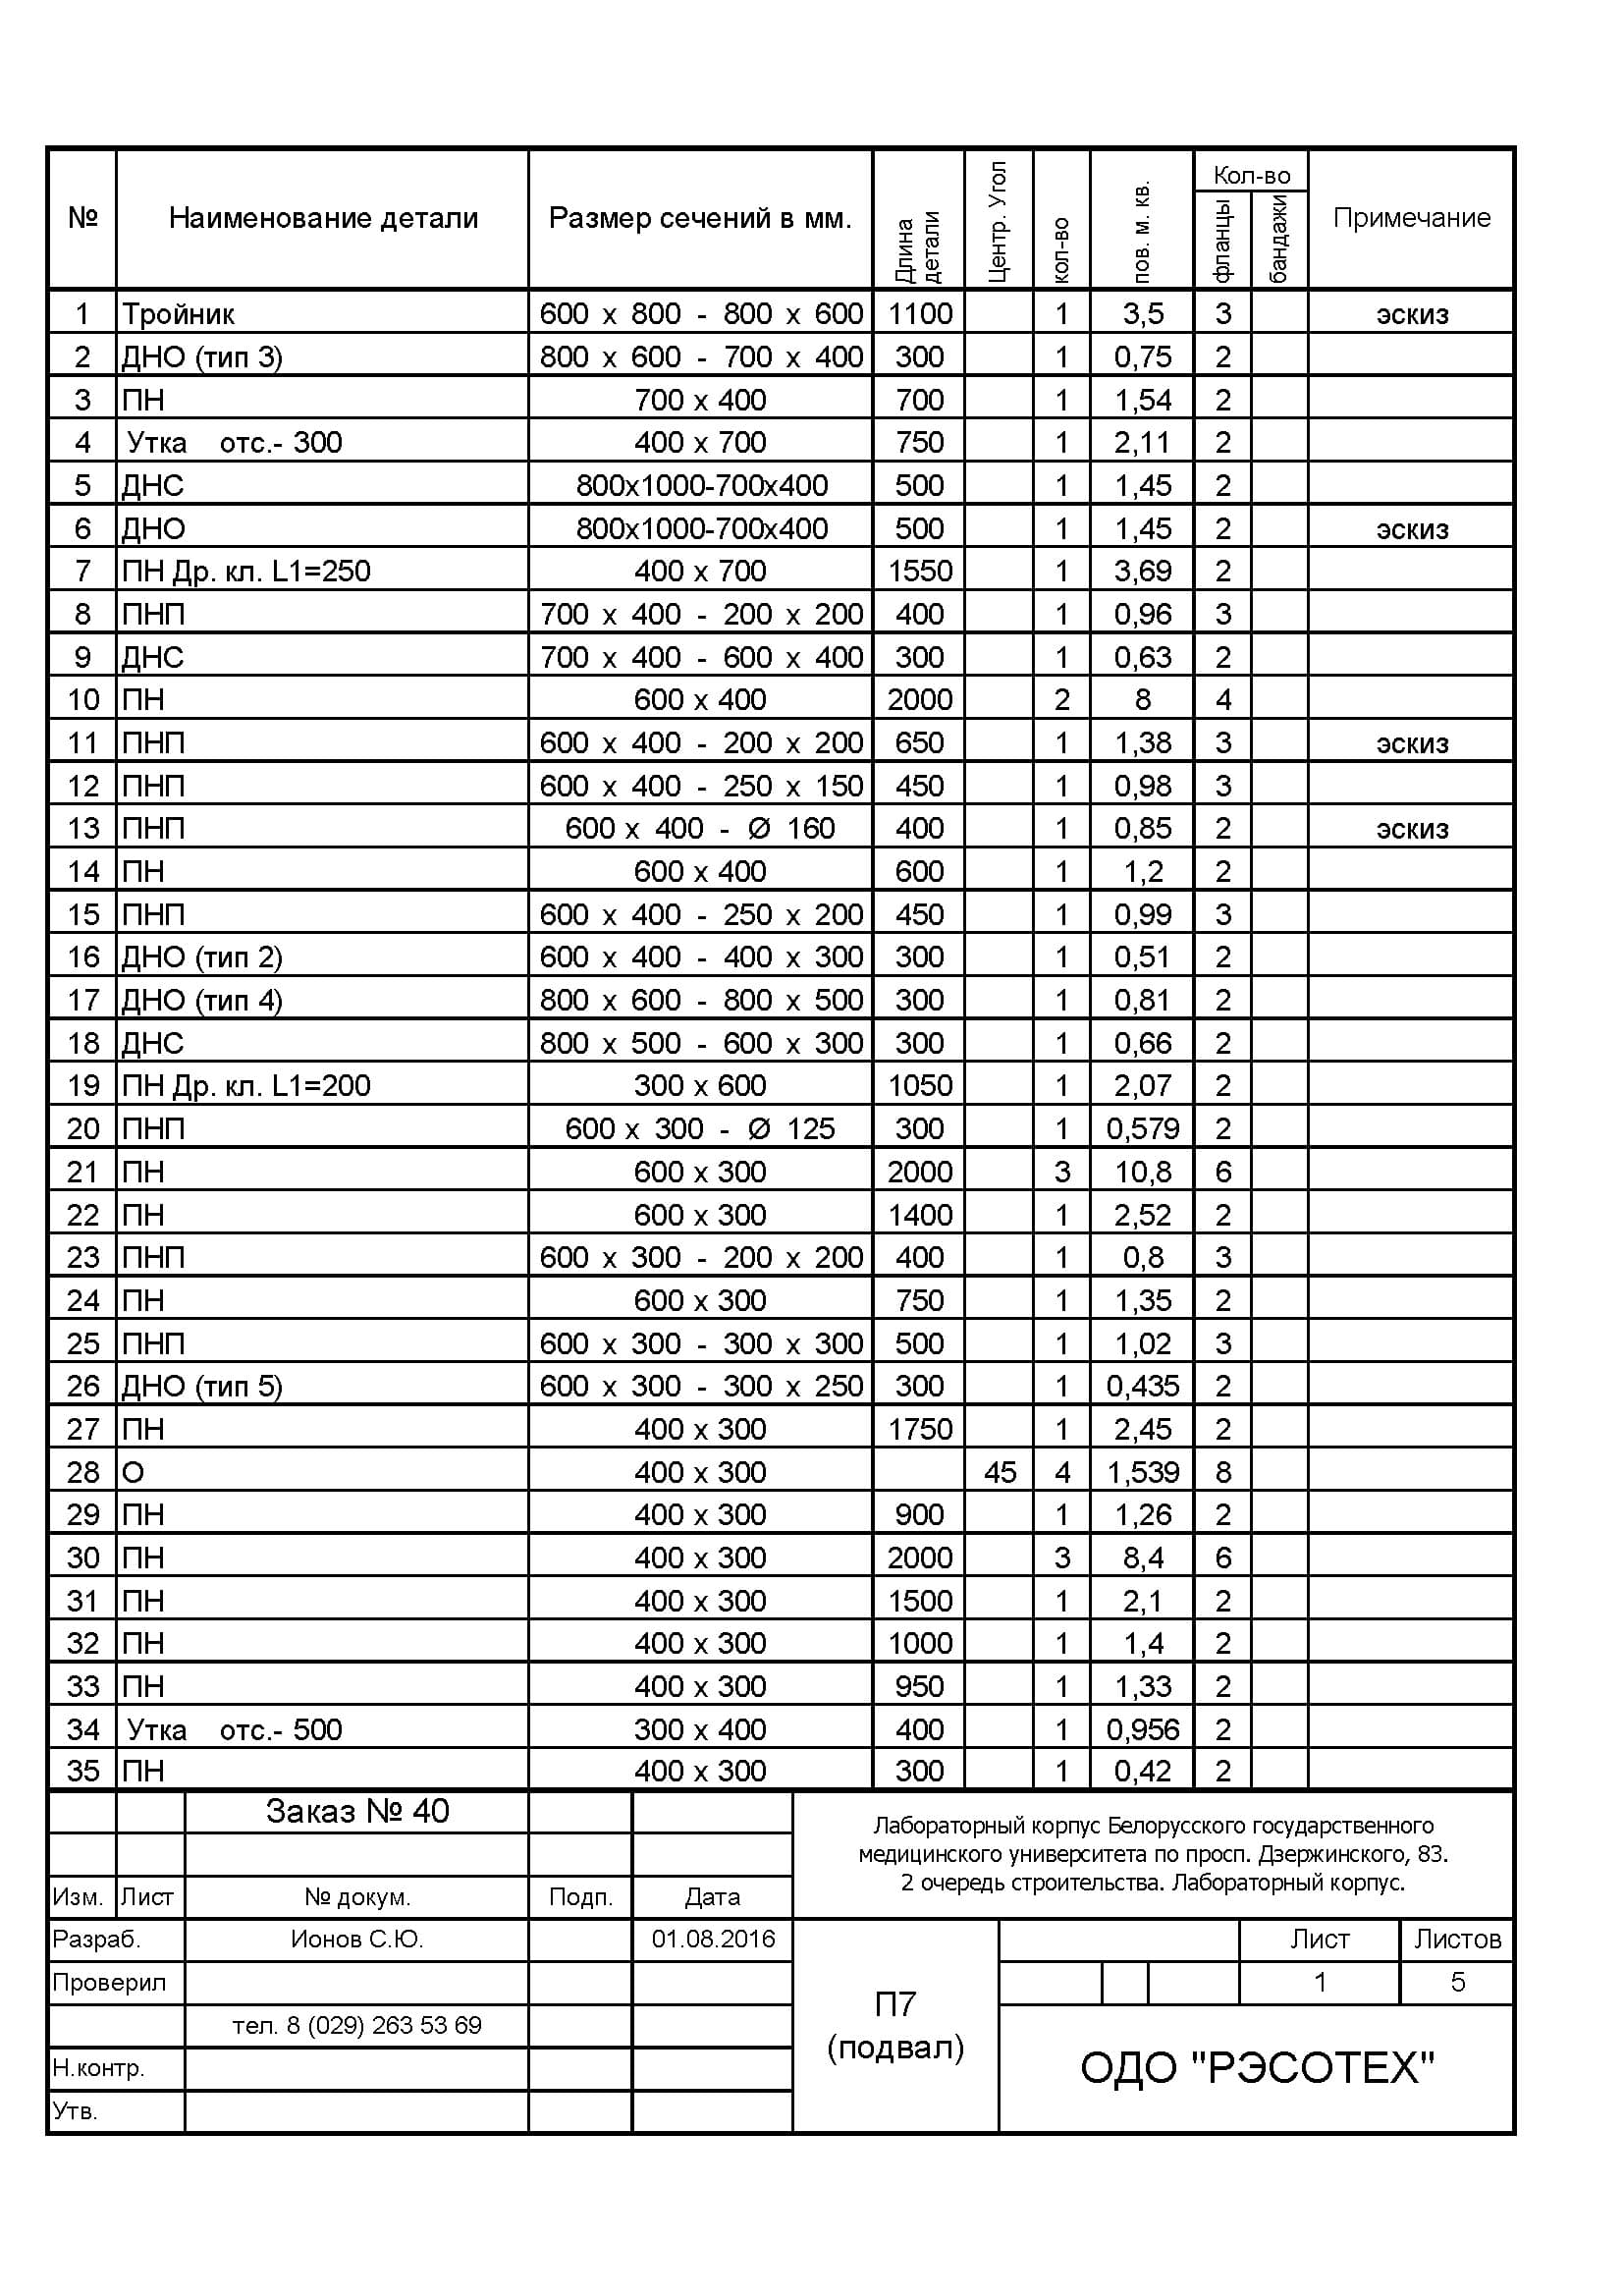 № Наименование детали Размер сечений в мм. Длина детали Центр. Угол кол-во пов. м. кв. Кол-во фланцы бандажи Примечание
1 Тройник 600 x 800 - 800 x 600 1100 1 3,5 3 эскиз
2 ДНО (тип 3) 800 x 600 - 700 x 400 300 1 0,75 2
3 ПН 700 x 400 700 1 1,54 2
4 Утка отс.- 300 400 x 700 750 1 2,11 2
5 ДНС 800x1000-700x400 500 1 1,45 2
6 ДНО 800x1000-700x400 500 1 1,45 2 эскиз
7 ПН Др. кл. L1=250 400 x 700 1550 1 3,69 2
8 ПНП 700 x 400 - 200 x 200 400 1 0,96 3
9 ДНС 700 x 400 - 600 x 400 300 1 0,63 2
10 ПН 600 x 400 2000 2 8 4
11 ПНП 600 x 400 - 200 x 200 650 1 1,38 3 эскиз
12 ПНП 600 x 400 - 250 x 150 450 1 0,98 3
13 ПНП 600 x 400 - Ø 160 400 1 0,85 2 эскиз
14 ПН 600 x 400 600 1 1,2 2
15 ПНП 600 x 400 - 250 x 200 450 1 0,99 3
16 ДНО (тип 2) 600 x 400 - 400 x 300 300 1 0,51 2
17 ДНО (тип 4) 800 x 600 - 800 x 500 300 1 0,81 2
18 ДНС 800 x 500 - 600 x 300 300 1 0,66 2
19 ПН Др. кл. L1=200 300 x 600 1050 1 2,07 2
20 ПНП 600 x 300 - Ø 125 300 1 0,579 2
21 ПН 600 x 300 2000 3 10,8 6
22 ПН 600 x 300 1400 1 2,52 2
23 ПНП 600 x 300 - 200 x 200 400 1 0,8 3
24 ПН 600 x 300 750 1 1,35 2
25 ПНП 600 x 300 - 300 x 300 500 1 1,02 3
26 ДНО (тип 5) 600 x 300 - 300 x 250 300 1 0,435 2
27 ПН 400 x 300 1750 1 2,45 2
28 О 400 x 300 45 4 1,539 8
29 ПН 400 x 300 900 1 1,26 2
30 ПН 400 x 300 2000 3 8,4 6
31 ПН 400 x 300 1500 1 2,1 2
32 ПН 400 x 300 1000 1 1,4 2
33 ПН 400 x 300 950 1 1,33 2
34 Утка отс.- 500 300 x 400 400 1 0,956 2
35 ПН 400 x 300 300 1 0,42 2
Заказ № 40
Лабораторный корпус Белорусского государственного
медицинского университета по просп. Дзержинского, 83.
2 очередь строительства. Лабораторный корпус.
Изм. Лист № докум. Подп. Дата
Разраб. Ионов С.Ю. 01.08.2016
Проверил
тел. 8 (029) 263 53 69
Н.контр.
Утв.
П7
(подвал)
Лист Листов
1 5
ОДО "РЭСОТЕХ"